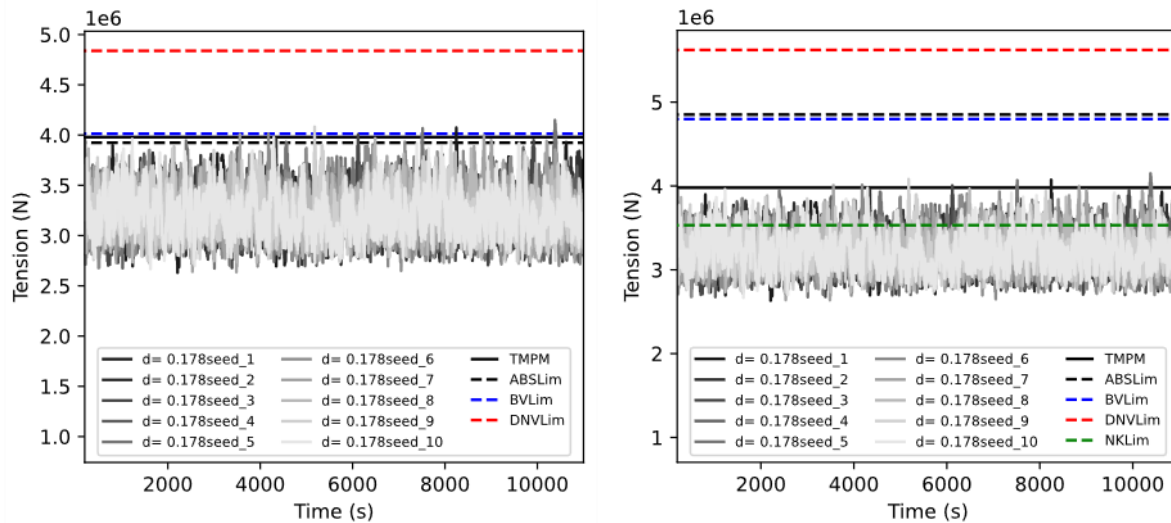 1e6
5.0
4.5
4.0
3.5
3.0
2.5
2.0
1.5
1.0
Tension (N)
d= 0.178seed_1
d= 0.178seed_2
d= 0.178seed_3
d= 0.178seed_4
d= 0.178seed_5
d= 0.178seed_6
d= 0.178seed_7
d= 0.178seed_8
d= 0.178seed_9
d= 0.178seed_10
TMPM
ABSLim
BVLim
DNVLim
2000 4000 6000 8000 10000
Time (s)
1e6
5
4
3
2
1
Tension (N)
d= 0.178seed_1
d= 0.178seed_2
d= 0.178seed_3
d= 0.178seed_4
d= 0.178seed_5
d= 0.178seed_6
d= 0.178seed_7
d= 0.178seed_8
d= 0.178seed_9
d= 0.178seed_10
TMPM
ABSLim
BVLim
DNVLim
NKLim
2000 4000 6000 8000 10000
Time (s)